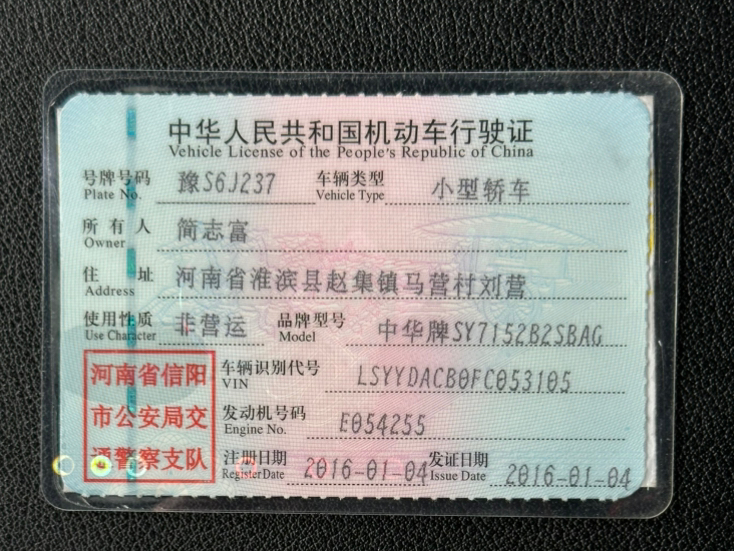 中华人民共和国机动车行驶证
Vehicle License of the People's Republic of China
号牌号码 豫S6J237 车辆类型 小型轿车
Plate No. Vehicle Type
所有人 简志富
Owner
住址 河南省淮滨县赵集镇马营村刘营
Address
使用性质 非营运 品牌型号 中华牌SY7152B2SBAG
Use Character Model
河南省信阳 车辆识别代号 LSYYDACB0FC053105
VIN
市公安局交 发动机号码 E054255
Engine No.
通警察支队 注册日期 2016-01-04 发证日期 2016-01-04
Register Date Issue Date